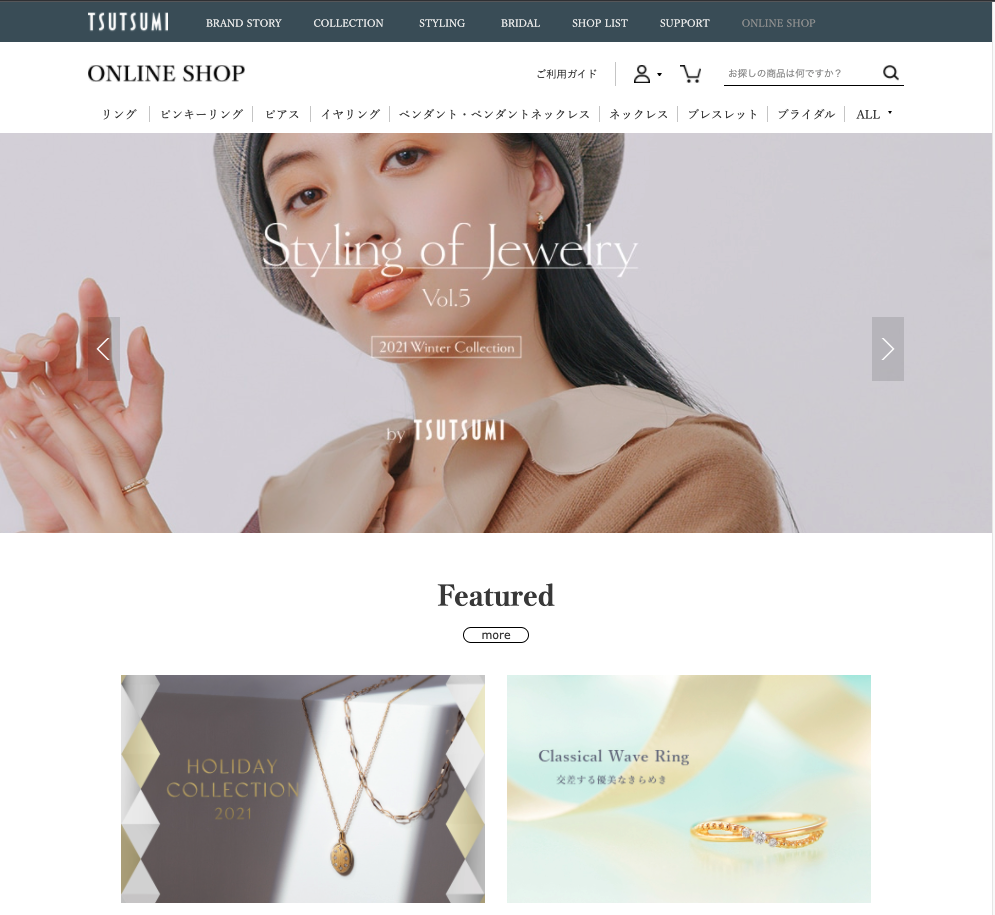 TSUTSUMI BRAND STORY COLLECTION STYLING BRIDAL SHOP LIST SUPPORT ONLINE SHOP
ONLINE SHOP ご利用ガイド お探しの商品は何ですか？
リング ピンキーリング ピアス イヤリング ペンダント・ペンダントネックレス ネックレス ブレスレット ブライダル ALL
Styling of Jewelry
Vol.5
2021 Winter Collection
by TSUTSUMI
Featured
more
HOLIDAY
COLLECTION
2021
Classical Wave Ring
交差する優美なきらめき